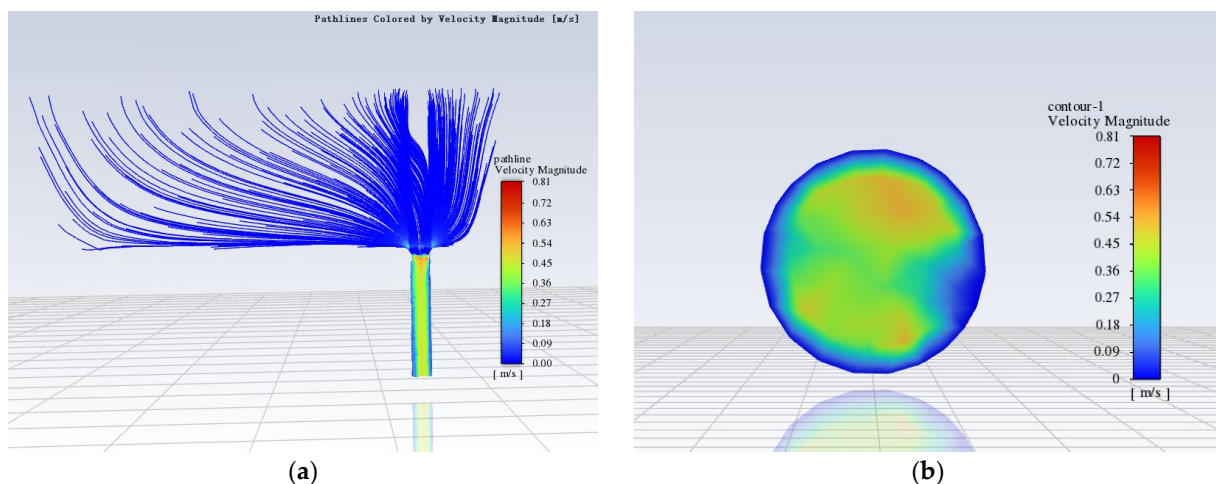 Pathlines Colored by Velocity Magnitude [m/s]
pathline
Velocity Magnitude
0.81
0.72
0.63
0.54
0.45
0.36
0.27
0.18
0.09
0.00
[ m/s ]
(a)
contour-1
Velocity Magnitude
0.81
0.72
0.63
0.54
0.45
0.36
0.27
0.18
0.09
0
[ m/s ]
(b)